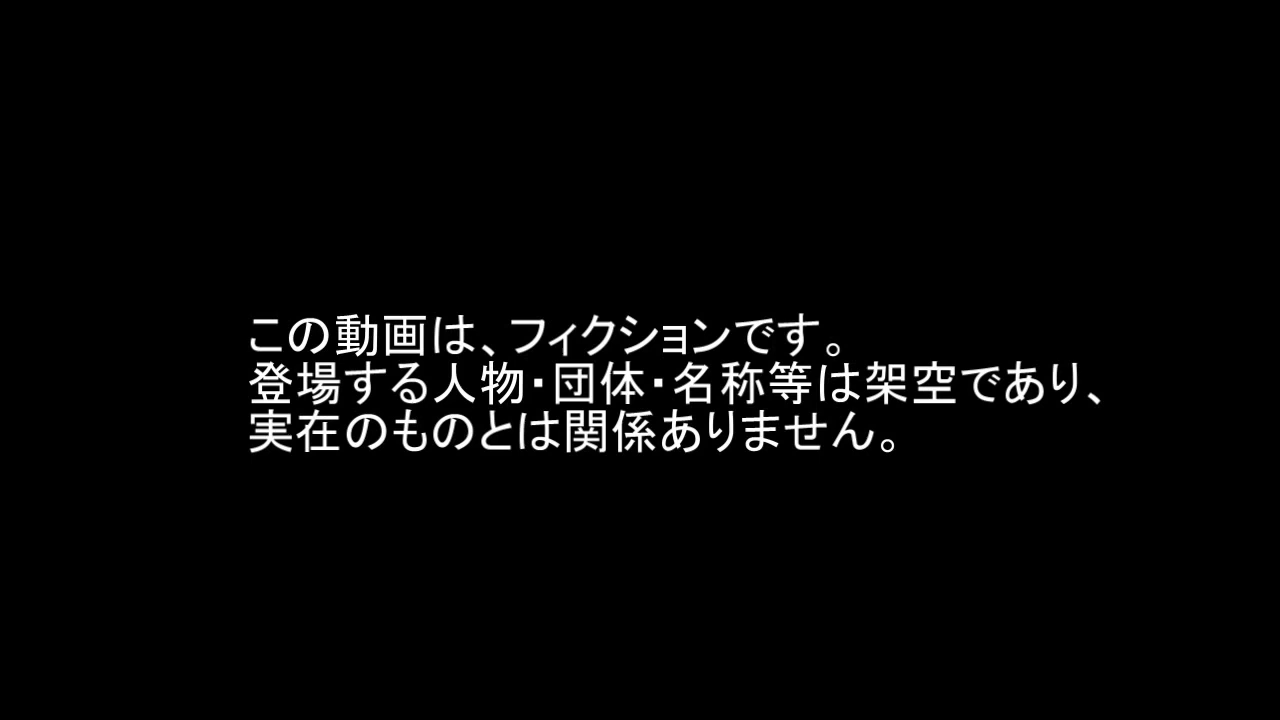 この動画は、フィクションです。
登場する人物・団体・名称等は架空であり、
実在のものとは関係ありません。